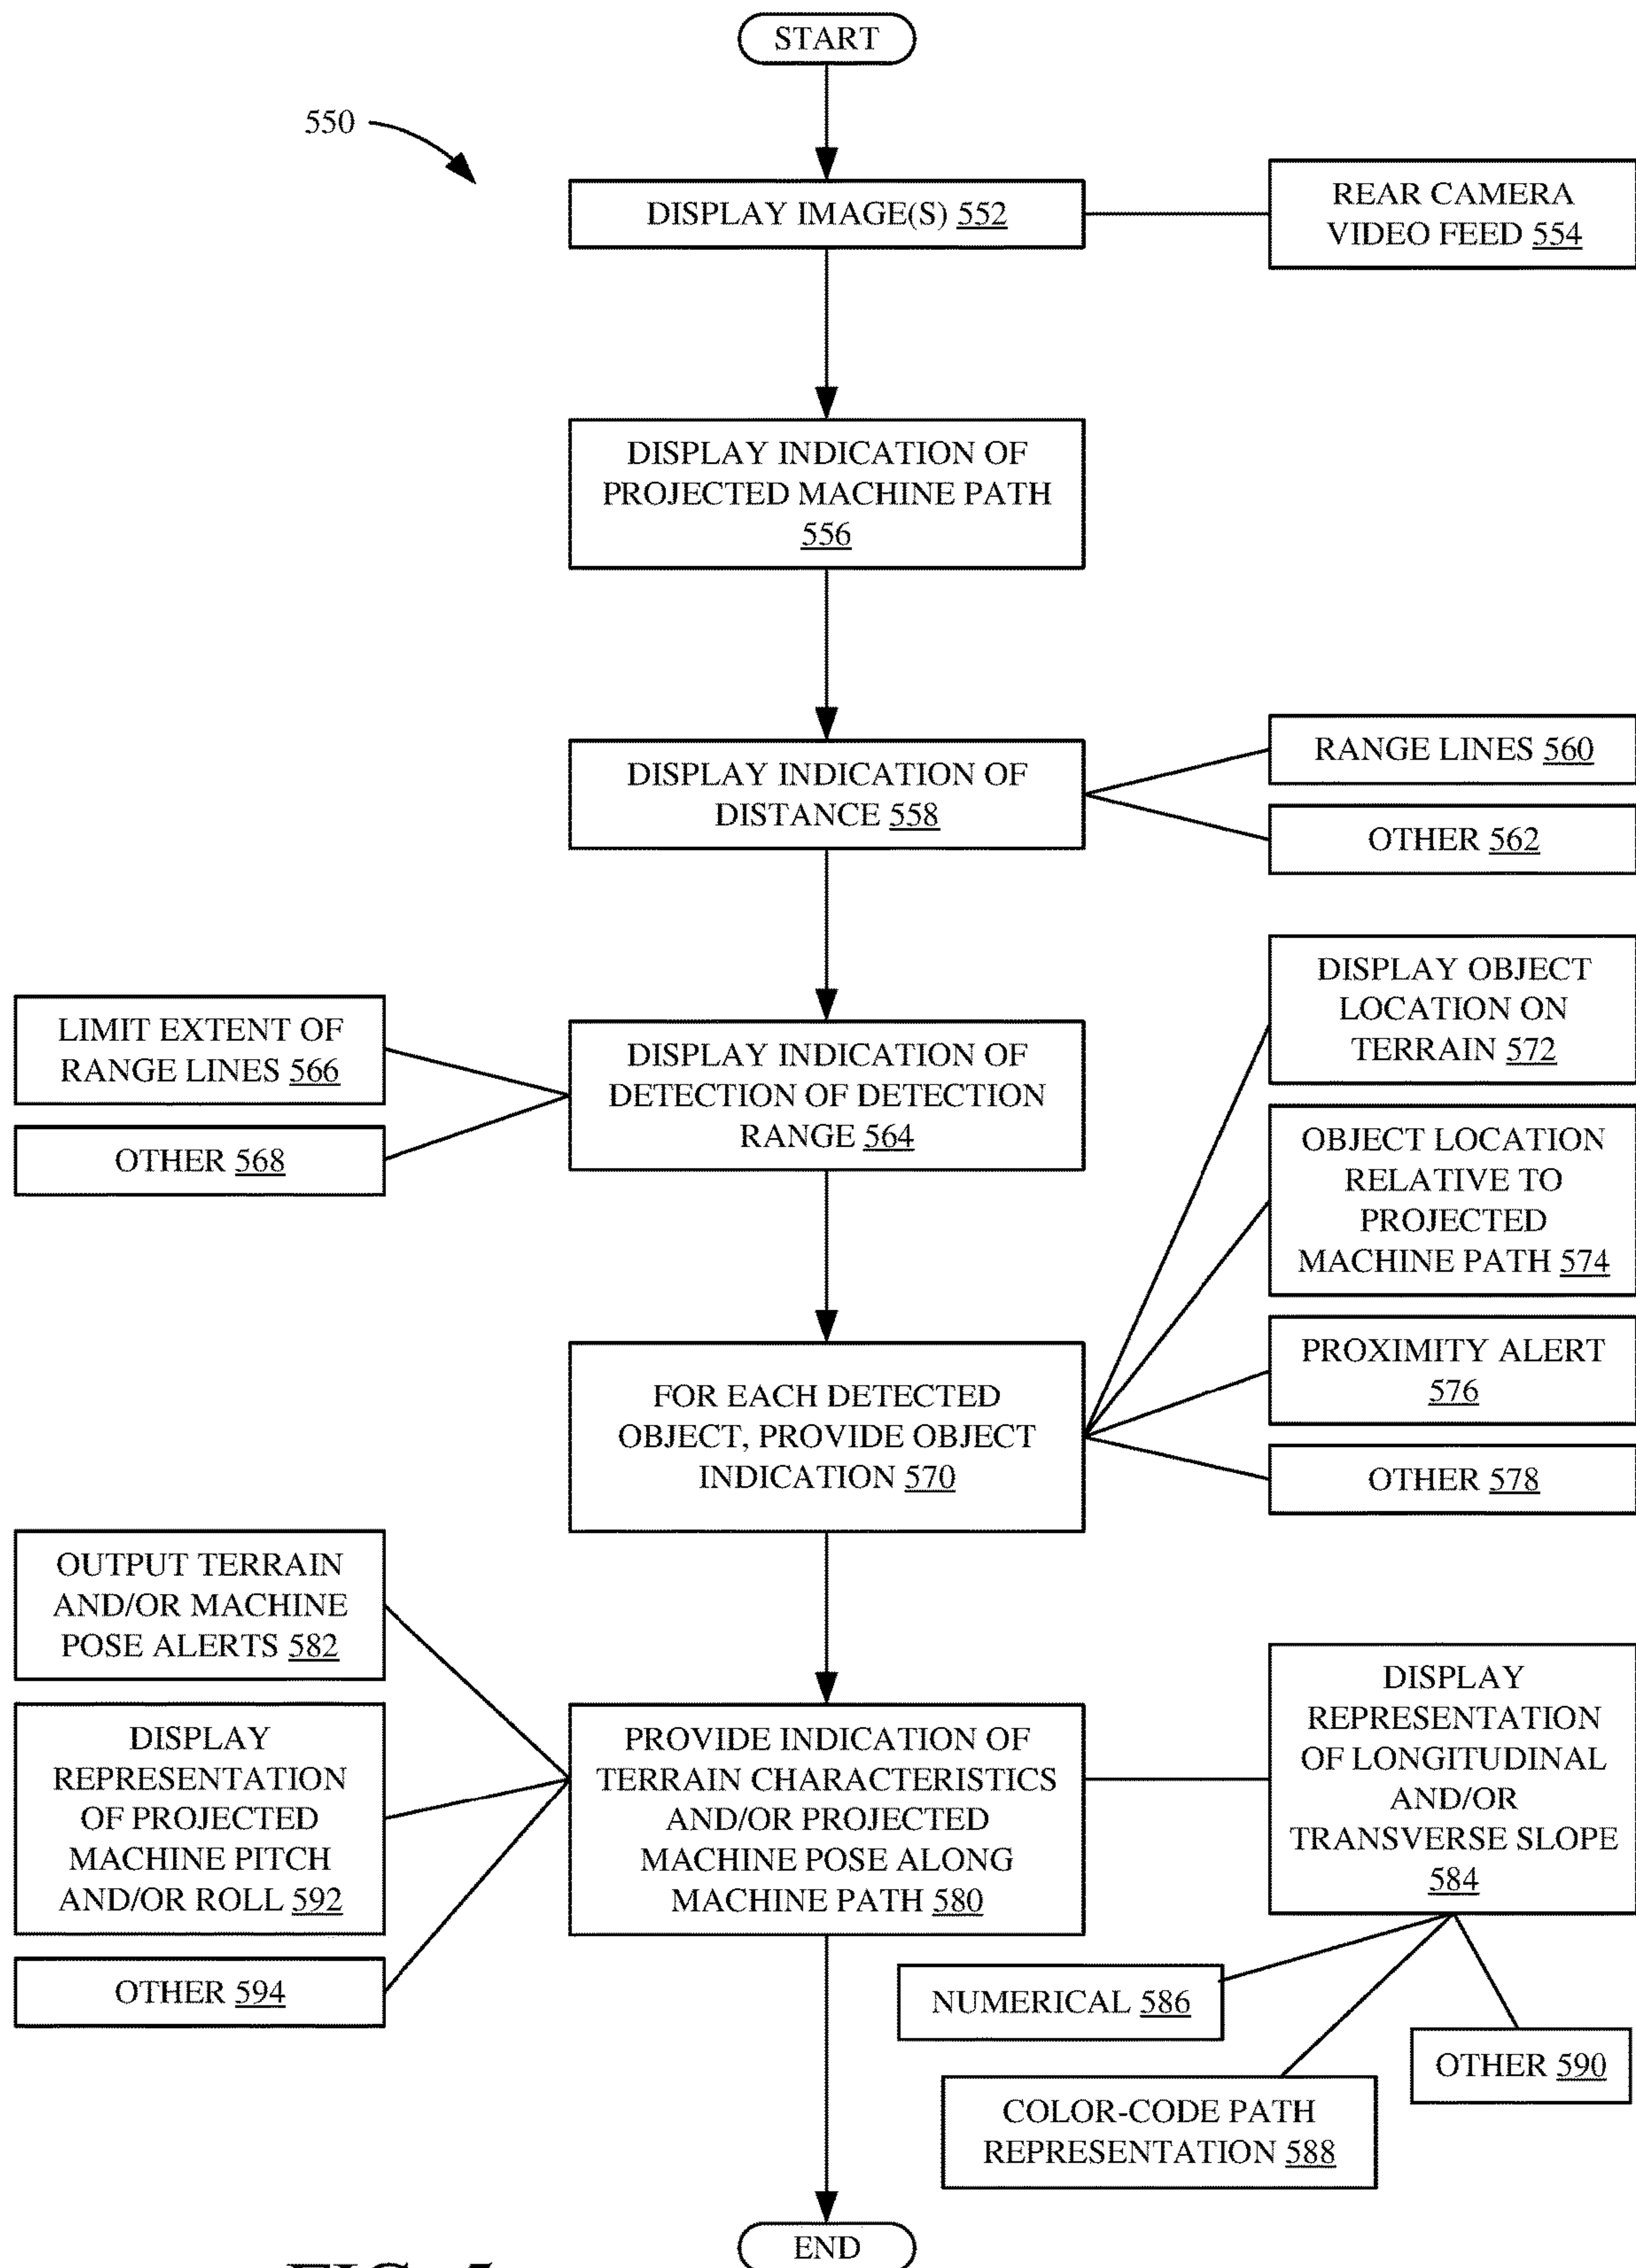 START
550
DISPLAY IMAGE(S) 552
REAR CAMERA
VIDEO FEED 554
DISPLAY INDICATION OF
PROJECTED MACHINE PATH
556
DISPLAY INDICATION OF
DISTANCE 558
RANGE LINES 560
OTHER 562
LIMIT EXTENT OF
RANGE LINES 566
OTHER 568
DISPLAY INDICATION OF
DETECTION OF DETECTION
RANGE 564
DISPLAY OBJECT
LOCATION ON
TERRAIN 572
OBJECT LOCATION
RELATIVE TO
PROJECTED
MACHINE PATH 574
PROXIMITY ALERT
576
OTHER 578
FOR EACH DETECTED
OBJECT, PROVIDE OBJECT
INDICATION 570
OUTPUT TERRAIN
AND/OR MACHINE
POSE ALERTS 582
DISPLAY
REPRESENTATION
OF PROJECTED
MACHINE PITCH
AND/OR ROLL 592
OTHER 594
PROVIDE INDICATION OF
TERRAIN CHARACTERISTICS
AND/OR PROJECTED
MACHINE POSE ALONG
MACHINE PATH 580
DISPLAY
REPRESENTATION
OF LONGITUDINAL
AND/OR
TRANSVERSE SLOPE
584
NUMERICAL 586
OTHER 590
COLOR-CODE PATH
REPRESENTATION 588
END